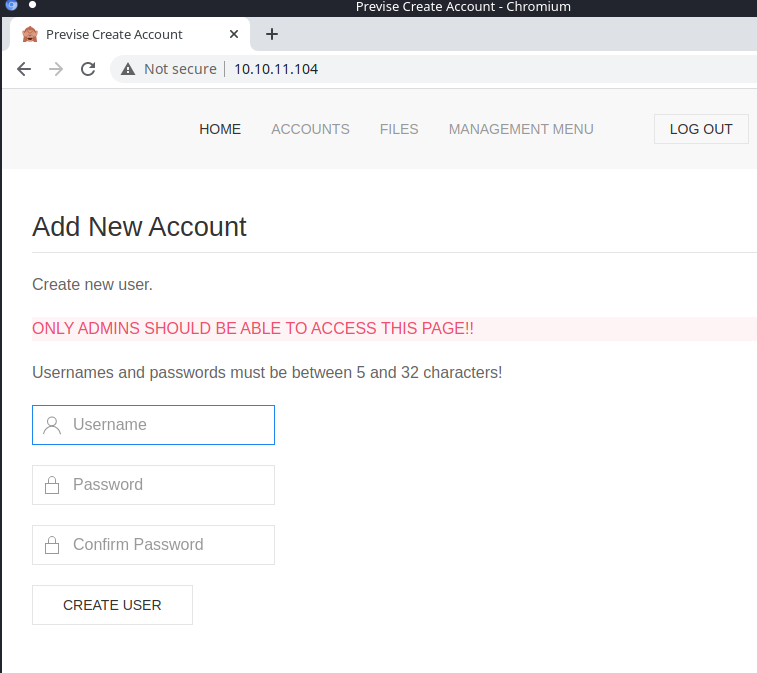 Previse Create Account - Chromium
Previse Create Account
Not secure 10.10.11.104
HOME ACCOUNTS FILES MANAGEMENT MENU LOG OUT
Add New Account
Create new user.
ONLY ADMINS SHOULD BE ABLE TO ACCESS THIS PAGE!!
Usernames and passwords must be between 5 and 32 characters!
Username
Password
Confirm Password
CREATE USER